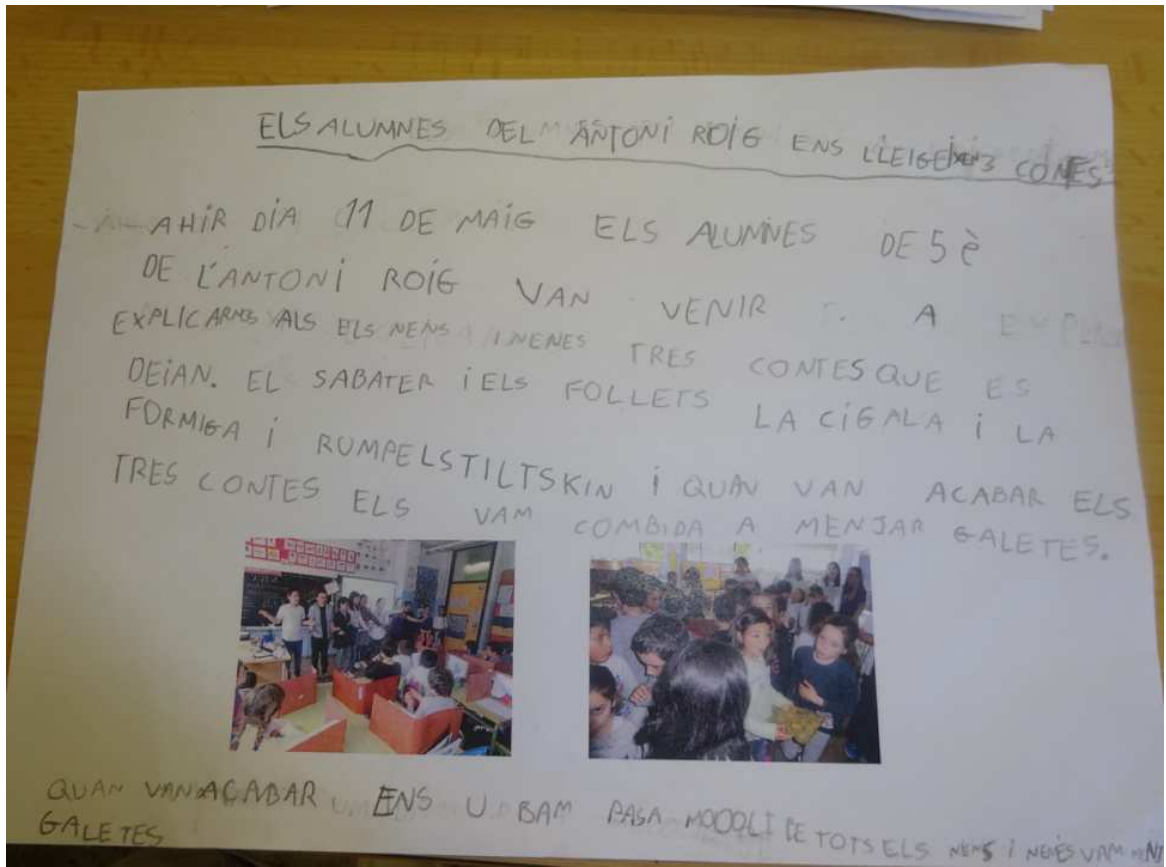 ELS ALUMNES DEL ANTONI ROIG ENS LLEIGEIXEN 3 CONTES
AHIR DIA 11 DE MAIG ELS ALUMNES DE 5 è
DE L'ANTONI ROIG VAN VENIR A
EXPLICARNOS ALS ELS NENS I NENES TRES CONTES QUE ES
DEIAN. EL SABATER I ELS FOLLETS LA CIGALA I LA
FORMIGA I RUMPELSTILTSKIN I QUAN VAN ACABAR ELS
TRES CONTES ELS VAM COMBIDA A MENJAR GALETES.
QUAN VAN ACABAR ENS U BAM PASA MOOOLT BE TOTS ELS NENS I NENES VAM
GALETES